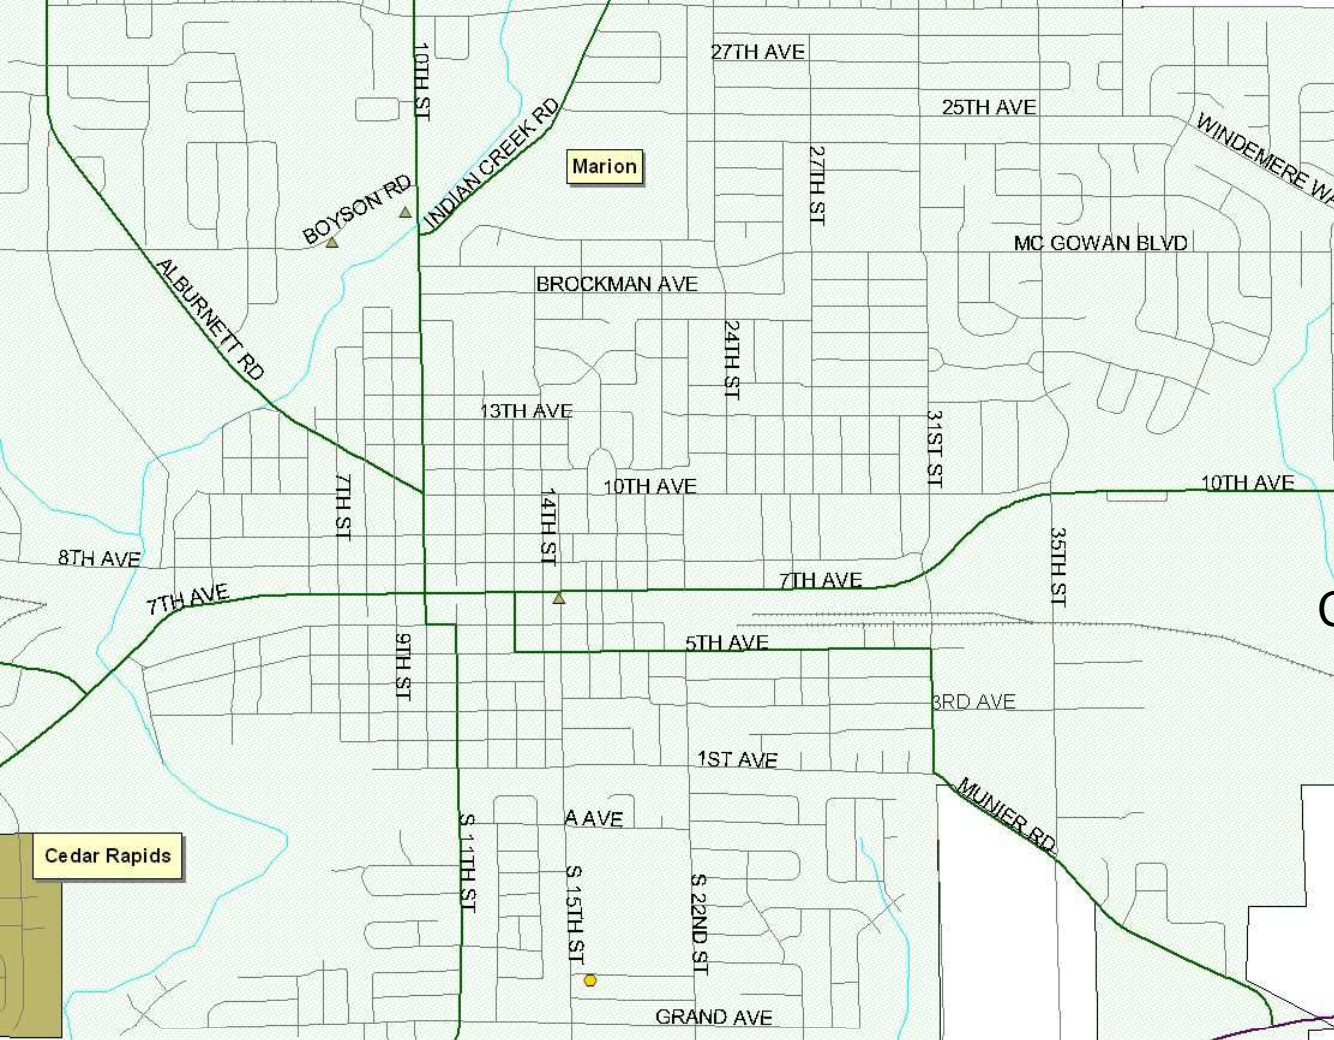 27TH AVE
10TH ST
25TH AVE
INDIAN CREEK RD
WINDEMERE WA
Marion
27TH ST
BOYSON RD
MC GOWAN BLVD
ALBURNETT RD
BROCKMAN AVE
24TH ST
13TH AVE
31ST ST
7TH ST
14TH ST
10TH AVE
10TH AVE
35TH ST
8TH AVE
7TH AVE
7TH AVE
9TH ST
5TH AVE
3RD AVE
1ST AVE
MUNIER RD
A AVE
S 11TH ST
Cedar Rapids
S 15TH ST
S 22ND ST
GRAND AVE